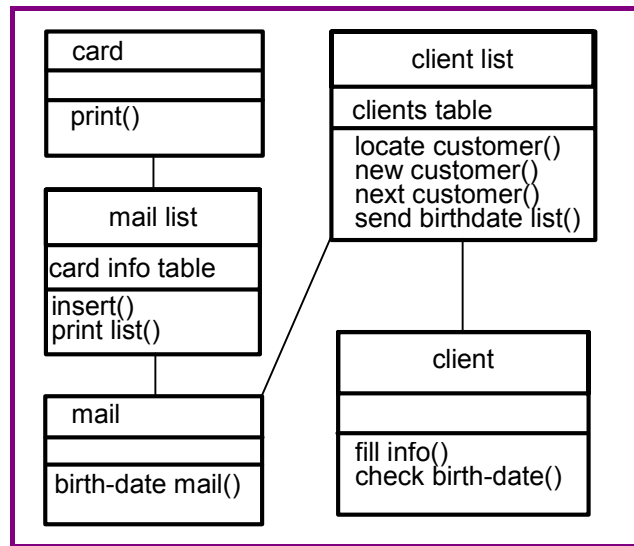 card
print()
mail list
card info table
insert()
print list()
mail
birth-date mail()
client list
clients table
locate customer()
new customer()
next customer()
send birthdate list()
client
fill info()
check birth-date()